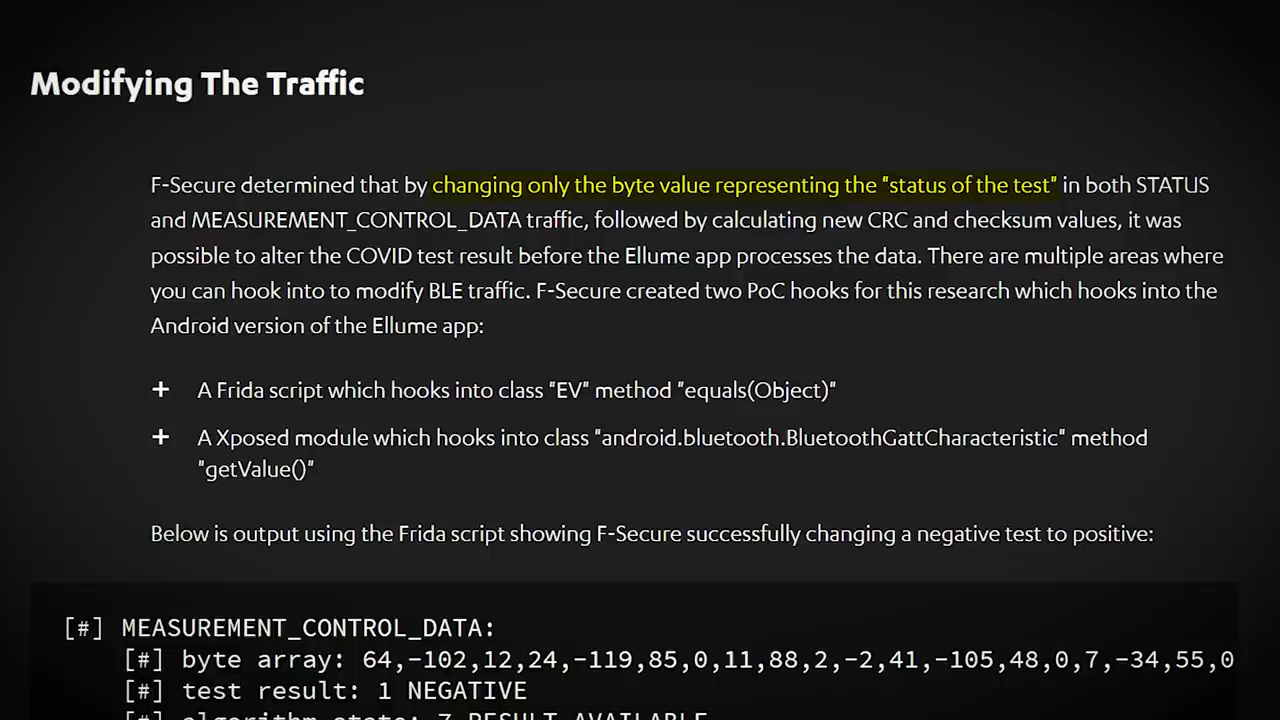 Modifying The Traffic
F-Secure determined that by changing only the byte value representing the "status of the test" in both STATUS
and MEASUREMENT_CONTROL_DATA traffic, followed by calculating new CRC and checksum values, it was
possible to alter the COVID test result before the Ellume app processes the data. There are multiple areas where
you can hook into to modify BLE traffic. F-Secure created two PoC hooks for this research which hooks into the
Android version of the Ellume app:
+ A Frida script which hooks into class "EV" method "equals(Object)"
+ A Xposed module which hooks into class "android.bluetooth.BluetoothGattCharacteristic" method
"getValue()"
Below is output using the Frida script showing F-Secure successfully changing a negative test to positive:
[#] MEASUREMENT_CONTROL_DATA:
[#] byte array: 64,-102,12,24,-119,85,0,11,88,2,-2,41,-105,48,0,7,-34,55,0
[#] test result: 1 NEGATIVE
[#] algorithm state: 7 RESULT AVAILABLE